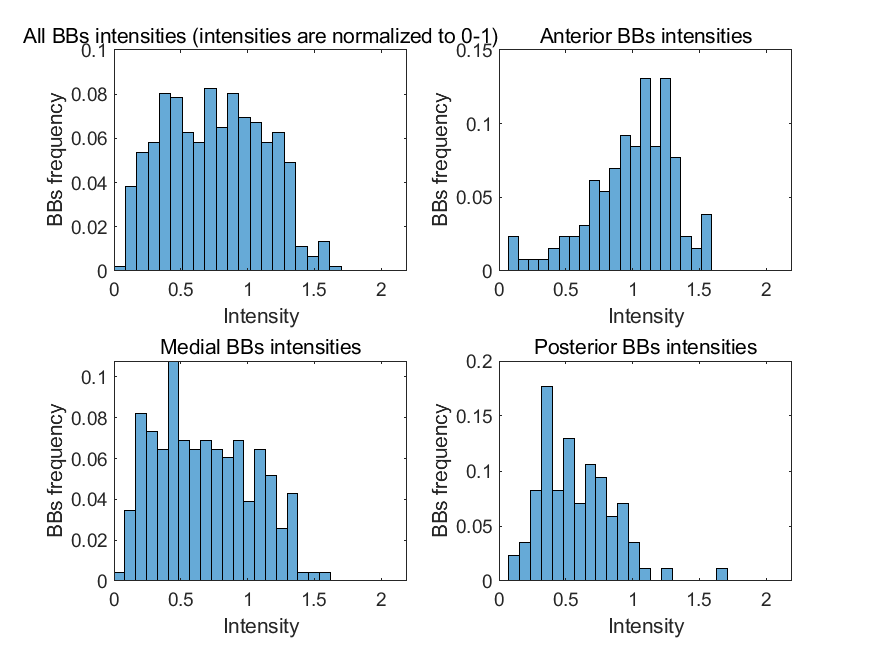 All BBs intensities (intensities are normalized to 0-1)
0.1
0.08
0.06
0.04
0.02
0
BBs frequency
0 0.5 1 1.5 2
Intensity
Anterior BBs intensities
0.15
0.1
0.05
0
BBs frequency
0 0.5 1 1.5 2
Intensity
Medial BBs intensities
0.1
0.08
0.06
0.04
0.02
0
BBs frequency
0 0.5 1 1.5 2
Intensity
Posterior BBs intensities
0.2
0.15
0.1
0.05
0
BBs frequency
0 0.5 1 1.5 2
Intensity